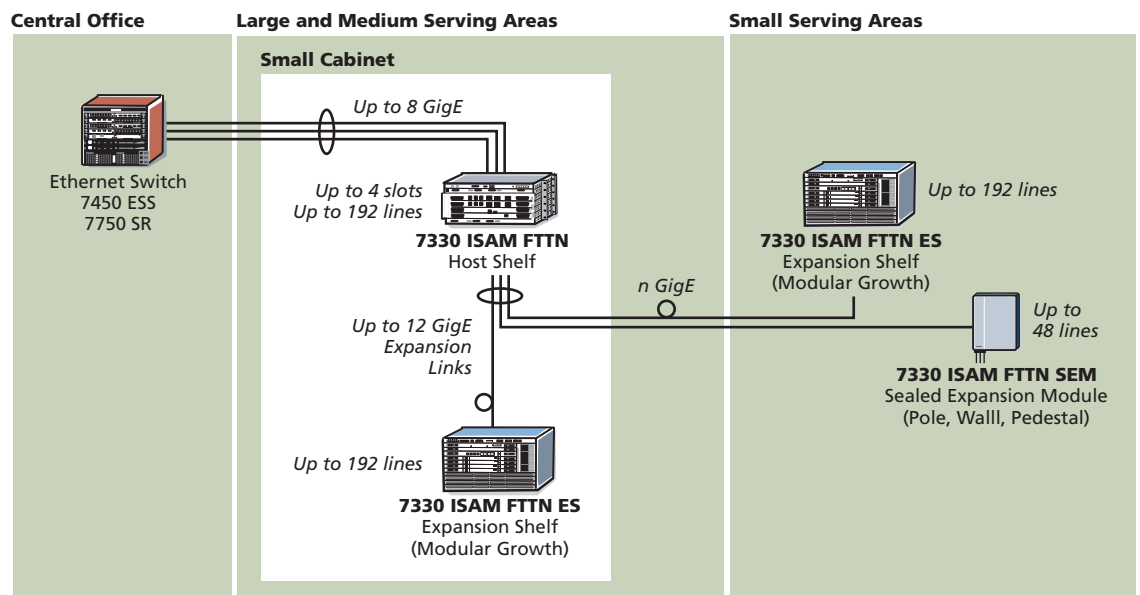 Central Office
Large and Medium Serving Areas
Small Serving Areas
Small Cabinet
Up to 8 GigE
Ethernet Switch
7450 ESS
7750 SR
Up to 4 slots
Up to 192 lines
7330 ISAM FTTN
Host Shelf
Up to 192 lines
7330 ISAM FTTN ES
Expansion Shelf
(Modular Growth)
n GigE
Up to 12 GigE
Expansion
Links
Up to
48 lines
7330 ISAM FTTN SEM
Sealed Expansion Module
(Pole, Walll, Pedestal)
Up to 192 lines
7330 ISAM FTTN ES
Expansion Shelf
(Modular Growth)